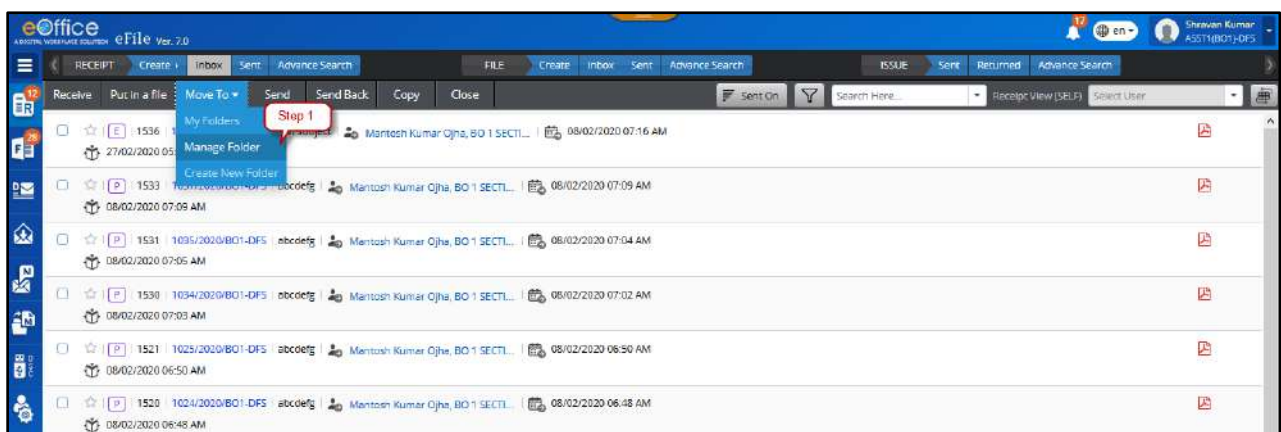 eOffice eFile Ver. 7.0 17 en Shravan Kumar
A DIGITAL WORKPLACE SOLUTION ASST1(BO1)-DFS
RECEIPT Create Inbox Sent Advance Search FILE Create Inbox Sent Advance Search ISSUE Sent Returned Advance Search
Receive Put in a file Move To Send Send Back Copy Close Sent On Search Here... Receipt View (SELF) Select User
12 R
My Folders
Step 1
E 1536 Mantosh Kumar Ojha, BO 1 SECTI... 08/02/2020 07:16 AM
27/02/2020 05: Manage Folder
Create New Folder
P 1533 abcdefg Mantosh Kumar Ojha, BO 1 SECTI... 08/02/2020 07:09 AM
08/02/2020 07:09 AM
P 1531 1035/2020/BO1-DFS abcdefg Mantosh Kumar Ojha, BO 1 SECTI... 08/02/2020 07:04 AM
08/02/2020 07:05 AM
P 1530 1034/2020/BO1-DFS abcdefg Mantosh Kumar Ojha, BO 1 SECTI... 08/02/2020 07:02 AM
08/02/2020 07:03 AM
P 1521 1025/2020/BO1-DFS abcdefg Mantosh Kumar Ojha, BO 1 SECTI... 08/02/2020 06:50 AM
08/02/2020 06:50 AM
P 1520 1024/2020/BO1-DFS abcdefg Mantosh Kumar Ojha, BO 1 SECTI... 08/02/2020 06:48 AM
08/02/2020 06:48 AM